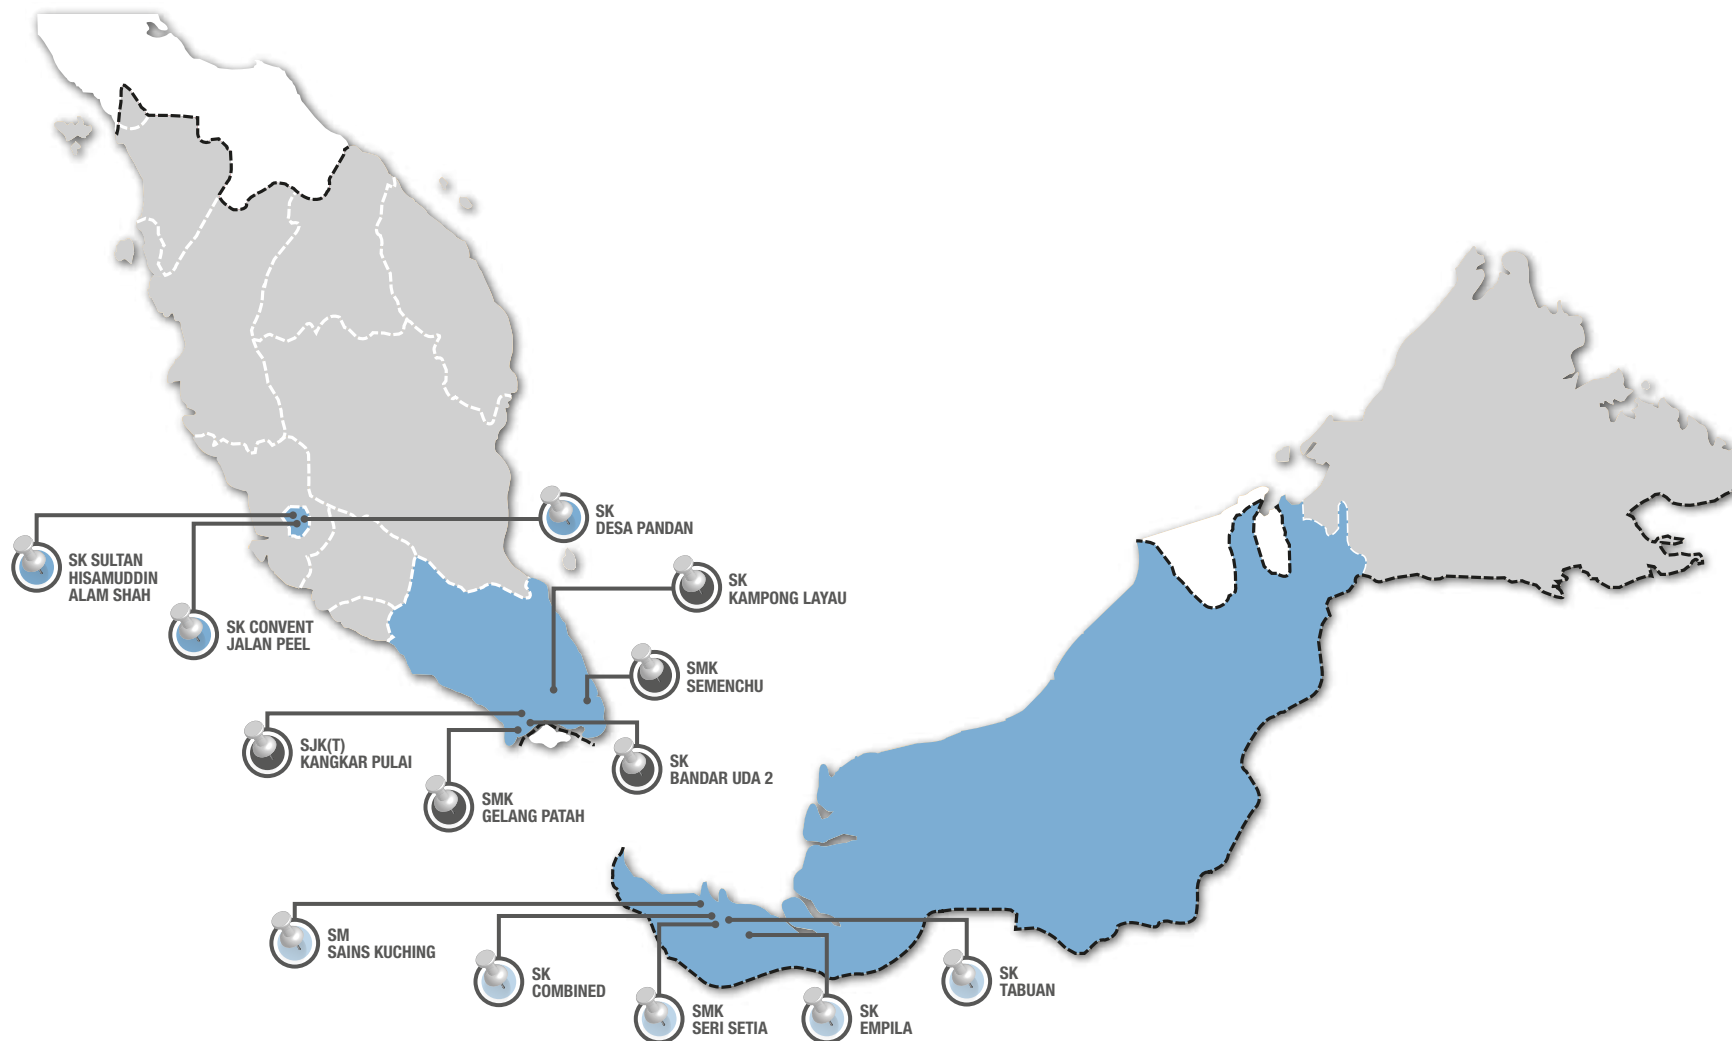 SK
DESA PANDAN
SK SULTAN
HISAMUDDIN
ALAM SHAH
SK
KAMPONG LAYAU
SK CONVENT
JALAN PEEL
SMK
SEMENCHU
SJK(T)
KANGKAR PULAI
SK
BANDAR UDA 2
SMK
GELANG PATAH
SM
SAINS KUCHING
SK
COMBINED
SK
TABUAN
SMK
SERI SETIA
SK
EMPILA